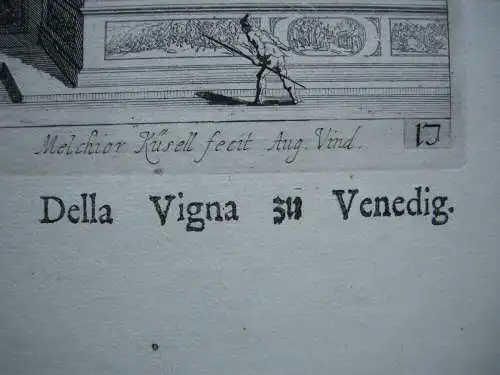 Melchior Küsell fecit Aug. Vind.
17
Della Vigna zu Venedig.